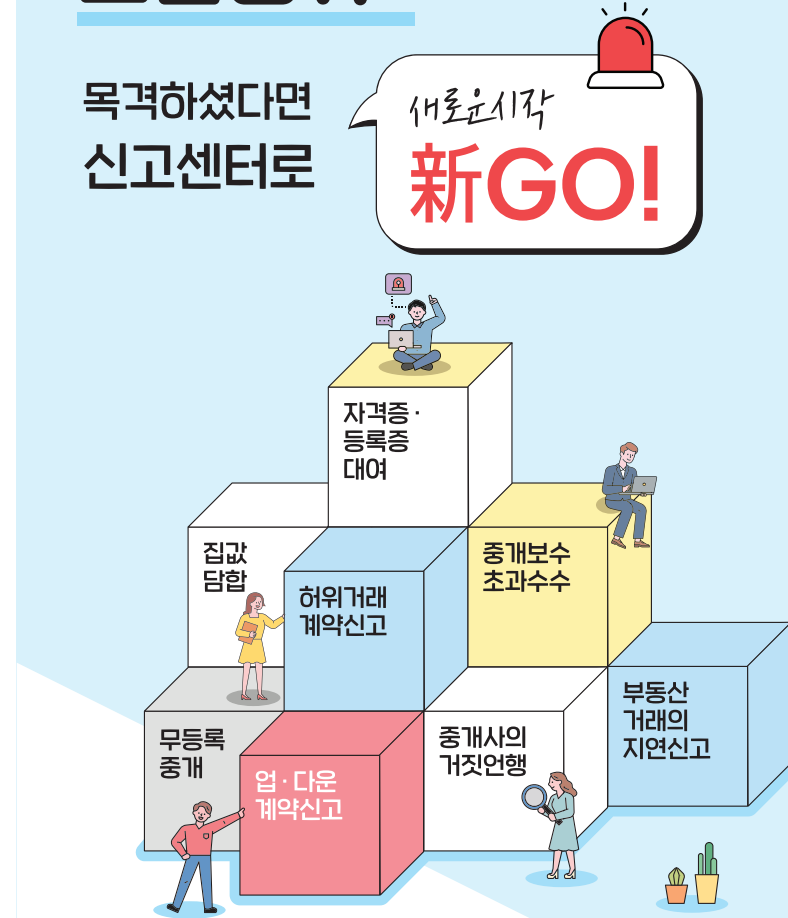 목격하셨다면
신고센터로
새로운시작
新GO!
자격증·
등록증
대여
집값
담합
허위거래
계약신고
중개보수
초과수수
무등록
중개
업·다운
계약신고
중개사의
거짓언행
부동산
거래의
지연신고